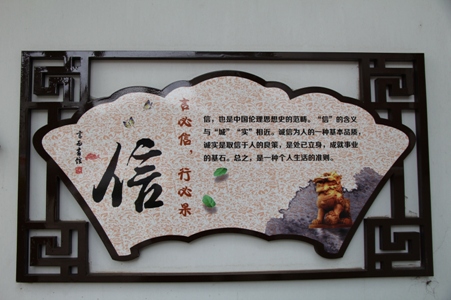 信
言必信，行必果
信，也是中国伦理思想史的范畴。“信”的含义
与“诚”“实”相近。诚信为人的一种基本品质，
诚实是取信于人的良策，是处已立身，成就事业
的基石。总之，是一种个人生活的准则。